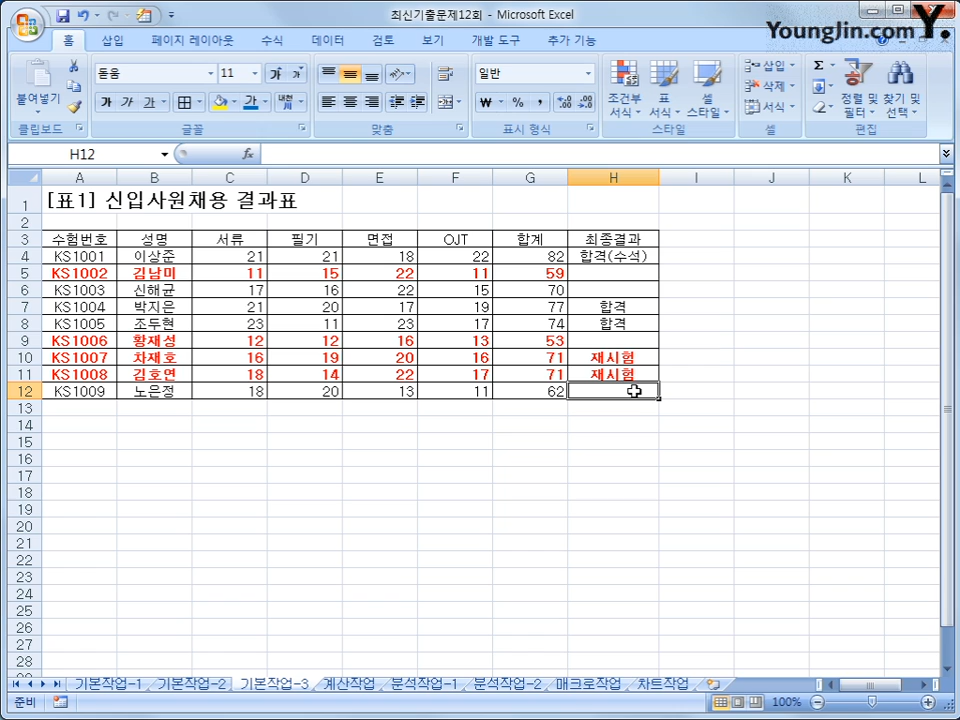 최신기출문제12회 - Microsoft Excel
YoungJin.com Y.
홈 삽입 페이지 레이아웃 수식 데이터 검토 보기 개발 도구 추가 기능
붙여넣기
돋움 11 가 가
가 가 가 가 내천
일반
₩ % ,
조건부 서식 표 서식 셀 스타일
삽입
삭제
서식
Σ
정렬 및 필터 찾기 및 선택
클립보드 글꼴 맞춤 표시 형식 스타일 셀 편집
H12 fx
A B C D E F G H I J K L
1 [표1] 신입사원채용 결과표
2
3 수험번호 성명 서류 필기 면접 OJT 합계 최종결과
4 KS1001 이상준 21 21 18 22 82 합격(수석)
5 KS1002 김남미 11 15 22 11 59
6 KS1003 신해균 17 16 22 15 70
7 KS1004 박지은 21 20 17 19 77 합격
8 KS1005 조두현 23 11 23 17 74 합격
9 KS1006 황재성 12 12 16 13 53
10 KS1007 차재호 16 19 20 16 71 재시험
11 KS1008 김호연 18 14 22 17 71 재시험
12 KS1009 노은정 18 20 13 11 62
13
14
15
16
17
18
19
20
21
22
23
24
25
26
27
28
기본작업-1 기본작업-2 기본작업-3 계산작업 분석작업-1 분석작업-2 매크로작업 차트작업
준비 100%